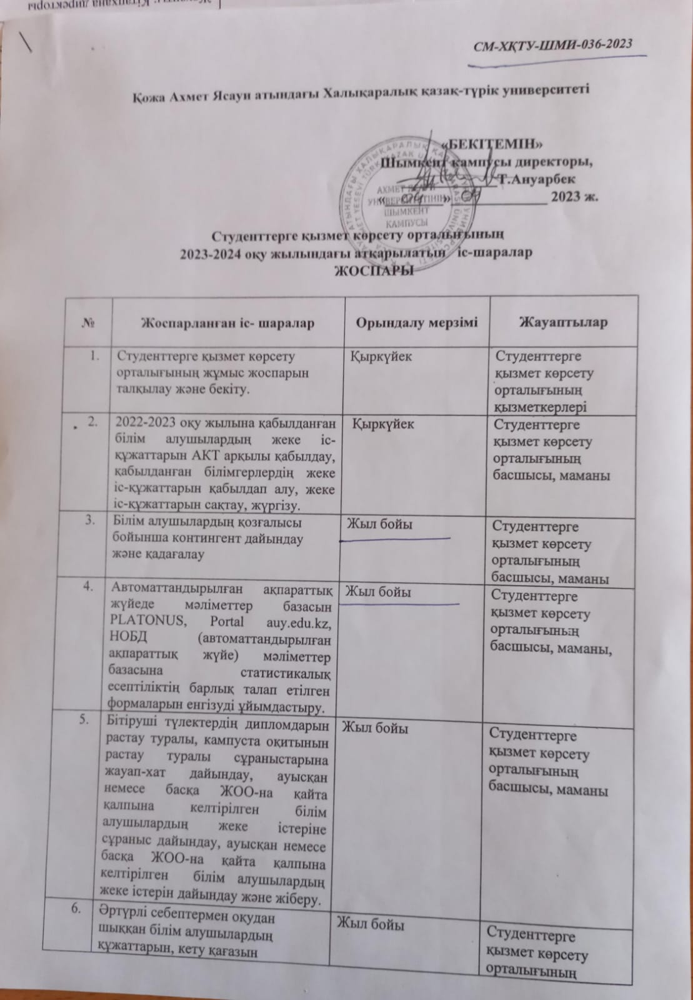 СМ-ХҚТУ-ШМИ-036-2023
Қожа Ахмет Ясауи атындағы Халықаралық қазақ-түрік университеті
«БЕКІТЕМІН»
Шымкент кампусы директоры,
Т.Ануарбек
«04» 09 2023 ж.
АХМЕТ ЯСАУИ
УНИВЕРСИТЕТІНІҢ
ШЫМКЕНТ
КАМПУСЫ
Студенттерге қызмет көрсету орталығының
2023-2024 оқу жылындағы атқарылатын іс-шаралар
ЖОСПАРЫ
№ Жоспарланған іс- шаралар Орындалу мерзімі Жауаптылар
1. Студенттерге қызмет көрсету
орталығының жұмыс жоспарын
талқылау және бекіту.
Қыркүйек
Студенттерге
қызмет көрсету
орталығының
қызметкерлері
2. 2022-2023 оқу жылына қабылданған
білім алушылардың жеке іс-
құжаттарын АКТ арқылы қабылдау,
қабылданған білімгерлердің жеке
іс-құжаттарын қабылдап алу, жеке
іс-құжаттарын сақтау, жүргізу.
Қыркүйек
Студенттерге
қызмет көрсету
орталығының
басшысы, маманы
3. Білім алушылардың қозғалысы
бойынша контингент дайындау
және қадағалау
Жыл бойы
Студенттерге
қызмет көрсету
орталығының
басшысы, маманы
4. Автоматтандырылған ақпараттық
жүйеде мәліметтер базасын
PLATONUS, Portal auy.edu.kz,
НОБД (автоматтандырылған
ақпараттық жүйе) мәліметтер
базасына статистикалық
есептіліктің барлық талап етілген
формаларын енгізуді ұйымдастыру.
Жыл бойы
Студенттерге
қызмет көрсету
орталығының
басшысы, маманы,
5. Бітіруші түлектердің дипломдарын
растау туралы, кампуста оқитынын
растау туралы сұраныстарына
жауап-хат дайындау, ауысқан
немесе басқа ЖОО-на қайта
қалпына келтірілген білім
алушылардың жеке істеріне
сұраныс дайындау, ауысқан немесе
басқа ЖОО-на қайта қалпына
келтірілген білім алушылардың
жеке істерін дайындау және жіберу.
Жыл бойы
Студенттерге
қызмет көрсету
орталығының
басшысы, маманы
6. Әртүрлі себептермен оқудан
шыққан білім алушылардың
құжаттарын, кету қағазын
Жыл бойы
Студенттерге
қызмет көрсету
орталығының